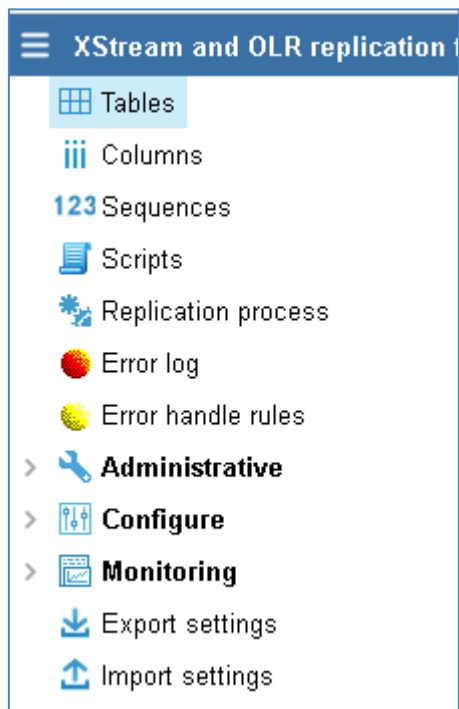 XStream and OLR replication
Tables
Columns
123 Sequences
Scripts
Replication process
Error log
Error handle rules
Administrative
Configure
Monitoring
Export settings
Import settings